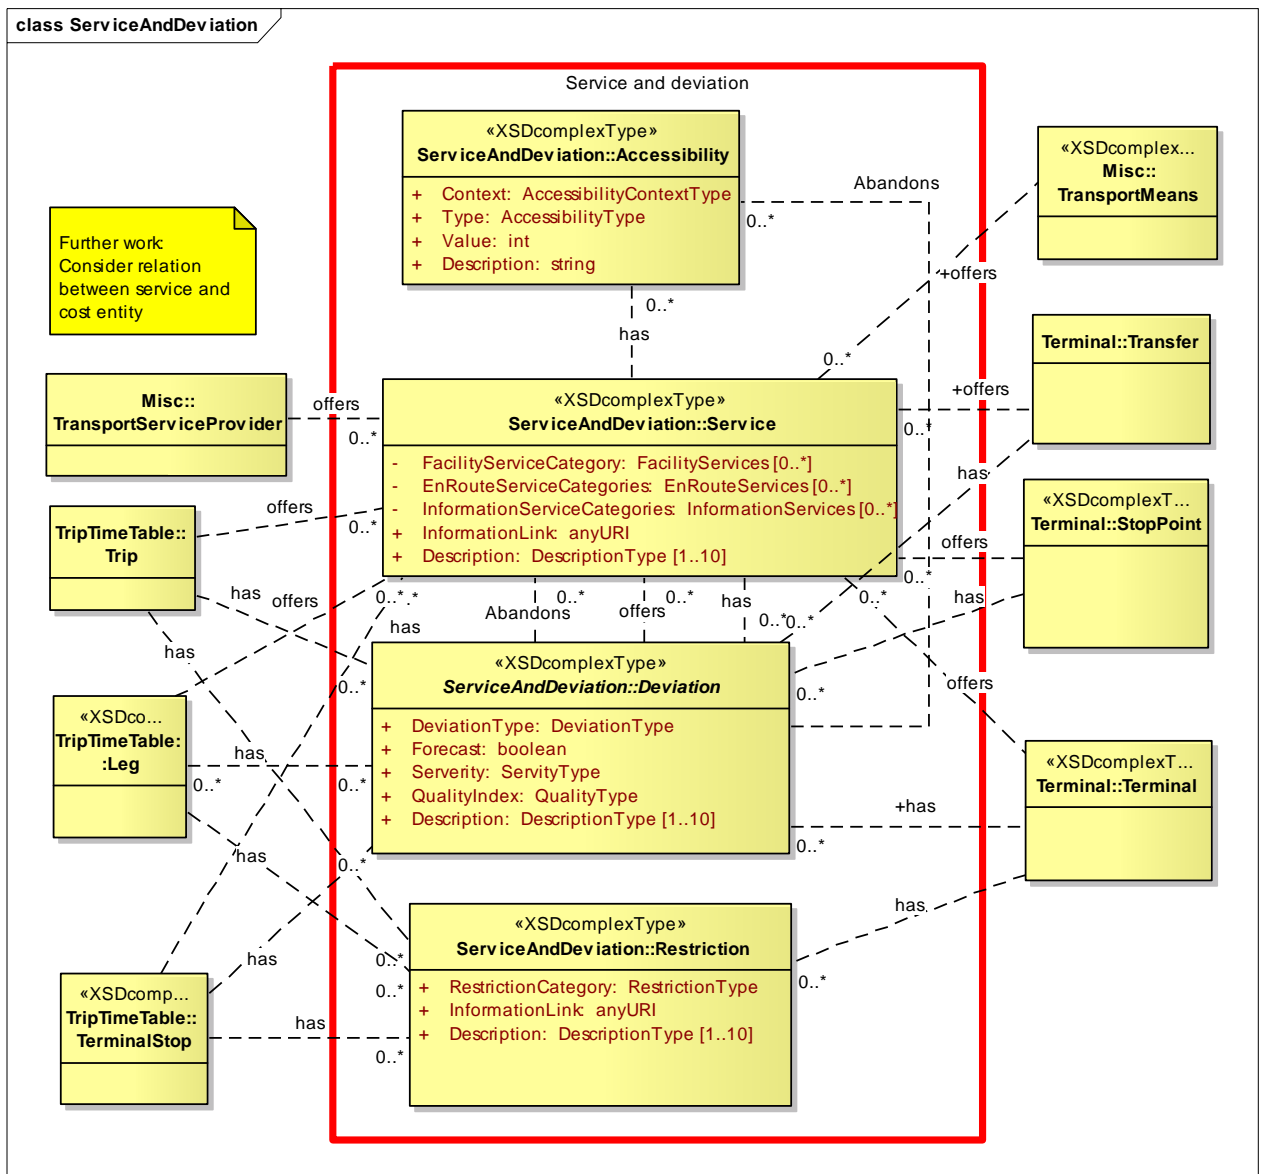 class ServiceAndDeviation
Service and deviation
«XSDcomplexType»
ServiceAndDeviation::Accessibility
+ Context: AccessibilityContextType
+ Type: AccessibilityType
+ Value: int
+ Description: string
Abandons
0..*
«XSDcomplex...
Misc::
TransportMeans
Further work:
Consider relation
between service and
cost entity
+offers
0..*
has
0..*
Terminal::Transfer
Misc::
TransportServiceProvider
offers
0..*
«XSDcomplexType»
ServiceAndDeviation::Service
- FacilityServiceCategory: FacilityServices [0..*]
- EnRouteServiceCategories: EnRouteServices [0..*]
- InformationServiceCategories: InformationServices [0..*]
+ InformationLink: anyURI
+ Description: DescriptionType [1..10]
+offers
0..*
has
«XSDcomplexT...
Terminal::StopPoint
TripTimeTable::
Trip
offers
0..*
offers
0..*
has
offers
0..*.*
0..*
0..*
0..*
Abandons
offers
has
has
has
0..*0..*
has
«XSDcomplexType»
ServiceAndDeviation::Deviation
+ DeviationType: DeviationType
+ Forecast: boolean
+ Serverity: ServityType
+ QualityIndex: QualityType
+ Description: DescriptionType [1..10]
0..*
0..*
offers
«XSDco...
TripTimeTable:
:Leg
has
0..*
0..*
«XSDcomplexT...
Terminal::Terminal
+has
0..*
has
0..*
has
«XSDcomplexType»
ServiceAndDeviation::Restriction
+ RestrictionCategory: RestrictionType
+ InformationLink: anyURI
+ Description: DescriptionType [1..10]
has
0..*
0..*
0..*
«XSDcomp...
TripTimeTable::
TerminalStop
has
0..*